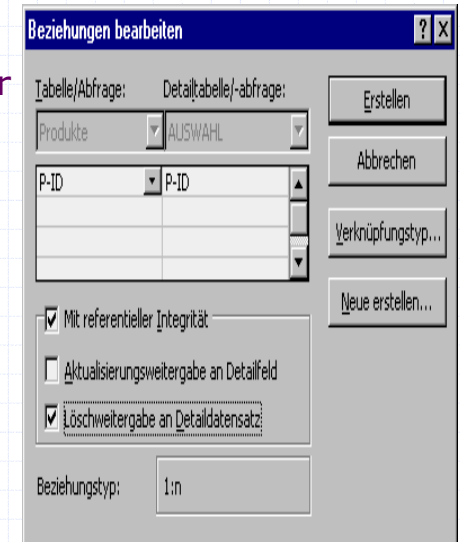 Beziehungen bearbeiten
r
Tabelle/Abfrage: Detailtabelle/-abfrage:
Produkte AUSWAHL
P-ID P-ID
Mit referentieller Integrität
Aktualisierungsweitergabe an Detailfeld
Löschweitergabe an Detaildatensatz
Beziehungstyp: 1:n
Erstellen
Abbrechen
Verknüpfungstyp...
Neue erstellen...